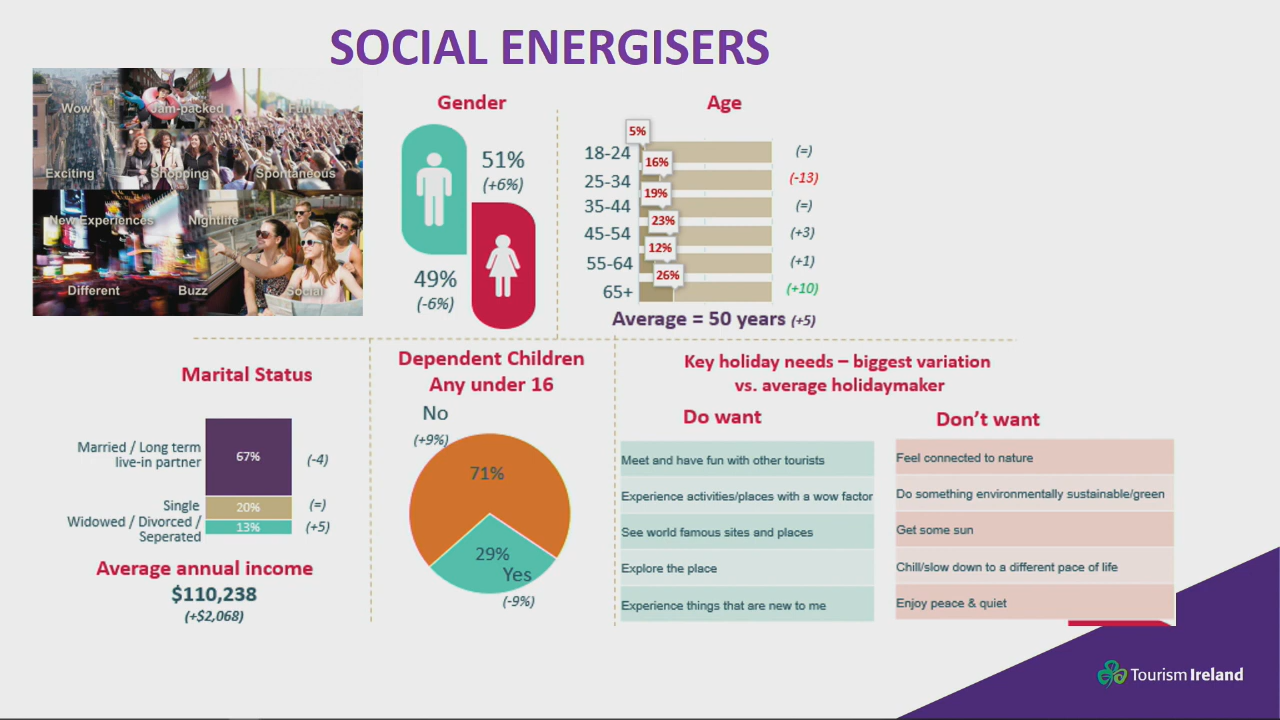 SOCIAL ENERGISERS
Wow
Jam-packed
Fun
Exciting
Shopping
Spontaneous
New Experiences
Nightlife
Different
Buzz
Social
Gender
51%
(+6%)
49%
(-6%)
Age
5%
18-24
(=)
16%
25-34
(-13)
19%
35-44
(=)
23%
45-54
(+3)
12%
55-64
(+1)
26%
65+
(+10)
Average = 50 years (+5)
Marital Status
Married / Long term
live-in partner
67%
(-4)
Single
20%
(=)
Widowed / Divorced /
Seperated
13%
(+5)
Average annual income
$110,238
(+$2,068)
Dependent Children
Any under 16
No
(+9%)
71%
29%
Yes
(-9%)
Key holiday needs – biggest variation
vs. average holidaymaker
Do want
Meet and have fun with other tourists
Experience activities/places with a wow factor
See world famous sites and places
Explore the place
Experience things that are new to me
Don't want
Feel connected to nature
Do something environmentally sustainable/green
Get some sun
Chill/slow down to a different pace of life
Enjoy peace & quiet
Tourism Ireland